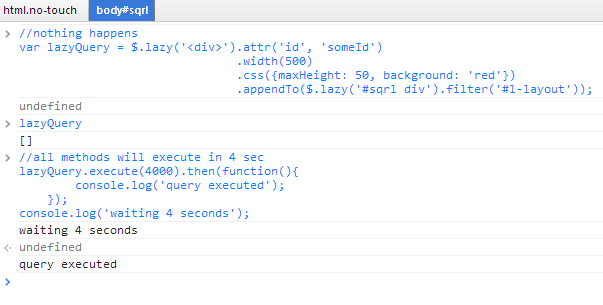 html.no-touch body#sqrl
> //nothing happens
var lazyQuery = $.lazy('<div>').attr('id', 'someId')
.width(500)
.css({maxHeight: 50, background: 'red'})
.appendTo($.lazy('#sqrl div').filter('#l-layout'));
undefined
> lazyQuery
[]
> //all methods will execute in 4 sec
lazyQuery.execute(4000).then(function(){
console.log('query executed');
});
console.log('waiting 4 seconds');
waiting 4 seconds
undefined
query executed
>